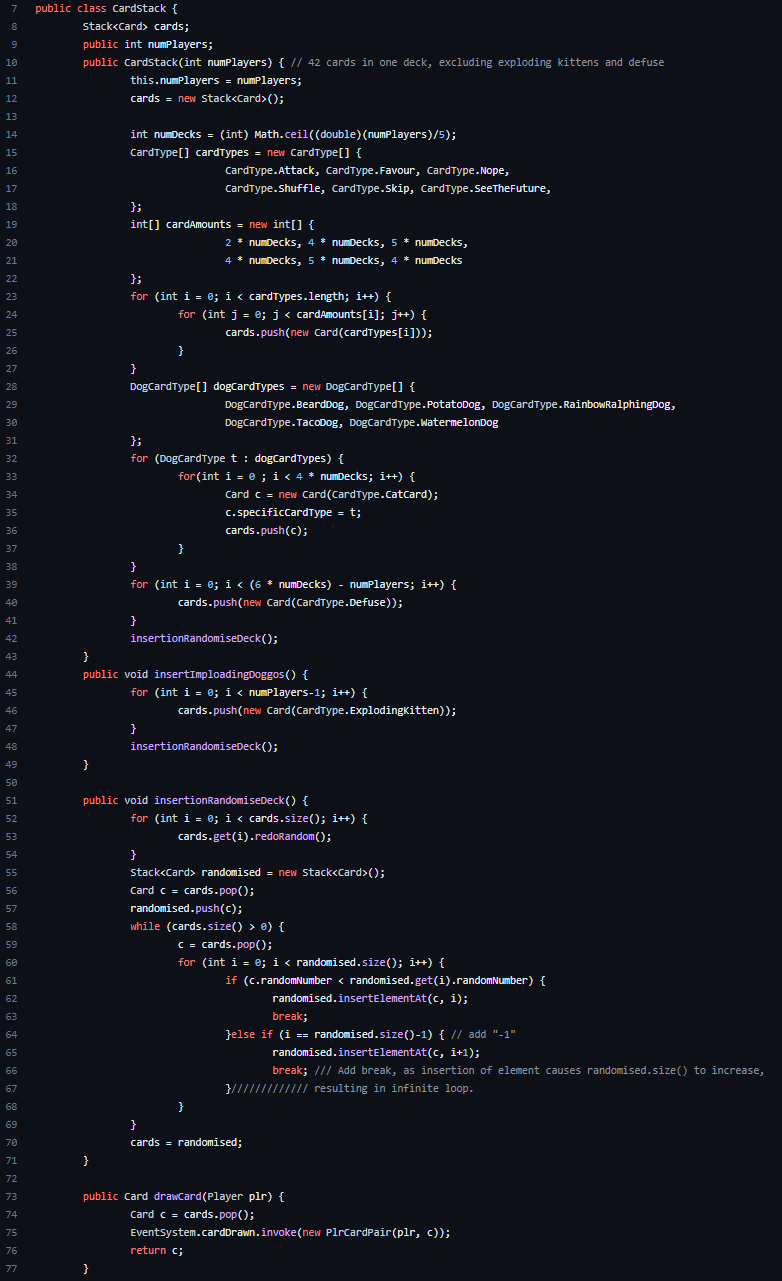 7 public class CardStack {
8 Stack<Card> cards;
9 public int numPlayers;
10 public CardStack(int numPlayers) { // 42 cards in one deck, excluding exploding kittens and defuse
11 this.numPlayers = numPlayers;
12 cards = new Stack<Card>();
13
14 int numDecks = (int) Math.ceil((double)(numPlayers)/5);
15 CardType[] cardTypes = new CardType[] {
16 CardType.Attack, CardType.Favour, CardType.Nope,
17 CardType.Shuffle, CardType.Skip, CardType.SeeTheFuture,
18 };
19 int[] cardAmounts = new int[] {
20 2 * numDecks, 4 * numDecks, 5 * numDecks,
21 4 * numDecks, 5 * numDecks, 4 * numDecks
22 };
23 for (int i = 0; i < cardTypes.length; i++) {
24 for (int j = 0; j < cardAmounts[i]; j++) {
25 cards.push(new Card(cardTypes[i]));
26 }
27 }
28 DogCardType[] dogCardTypes = new DogCardType[] {
29 DogCardType.BeardDog, DogCardType.PotatoDog, DogCardType.RainbowRalphingDog,
30 DogCardType.TacoDog, DogCardType.WatermelonDog
31 };
32 for (DogCardType t : dogCardTypes) {
33 for(int i = 0 ; i < 4 * numDecks; i++) {
34 Card c = new Card(CardType.CatCard);
35 c.specificCardType = t;
36 cards.push(c);
37 }
38 }
39 for (int i = 0; i < (6 * numDecks) - numPlayers; i++) {
40 cards.push(new Card(CardType.Defuse));
41 }
42 insertionRandomiseDeck();
43 }
44 public void insertImploadingDoggos() {
45 for (int i = 0; i < numPlayers-1; i++) {
46 cards.push(new Card(CardType.ExplodingKitten));
47 }
48 insertionRandomiseDeck();
49 }
50
51 public void insertionRandomiseDeck() {
52 for (int i = 0; i < cards.size(); i++) {
53 cards.get(i).redoRandom();
54 }
55 Stack<Card> randomised = new Stack<Card>();
56 Card c = cards.pop();
57 randomised.push(c);
58 while (cards.size() > 0) {
59 c = cards.pop();
60 for (int i = 0; i < randomised.size(); i++) {
61 if (c.randomNumber < randomised.get(i).randomNumber) {
62 randomised.insertElementAt(c, i);
63 break;
64 }else if (i == randomised.size()-1) { // add "-1"
65 randomised.insertElementAt(c, i+1);
66 break; /// Add break, as insertion of element causes randomised.size() to increase,
67 }///////////// resulting in infinite loop.
68 }
69 }
70 cards = randomised;
71 }
72
73 public Card drawCard(Player plr) {
74 Card c = cards.pop();
75 EventSystem.cardDrawn.invoke(new PlrCardPair(plr, c));
76 return c;
77 }